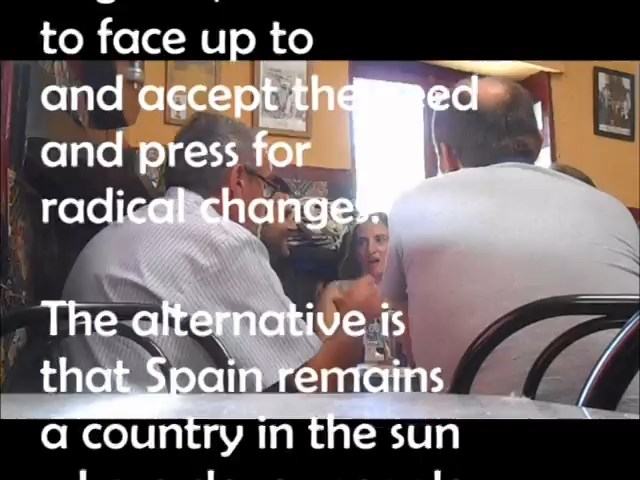 to face up to
and accept the need
and press for
radical changes.
The alternative is
that Spain remains
a country in the sun